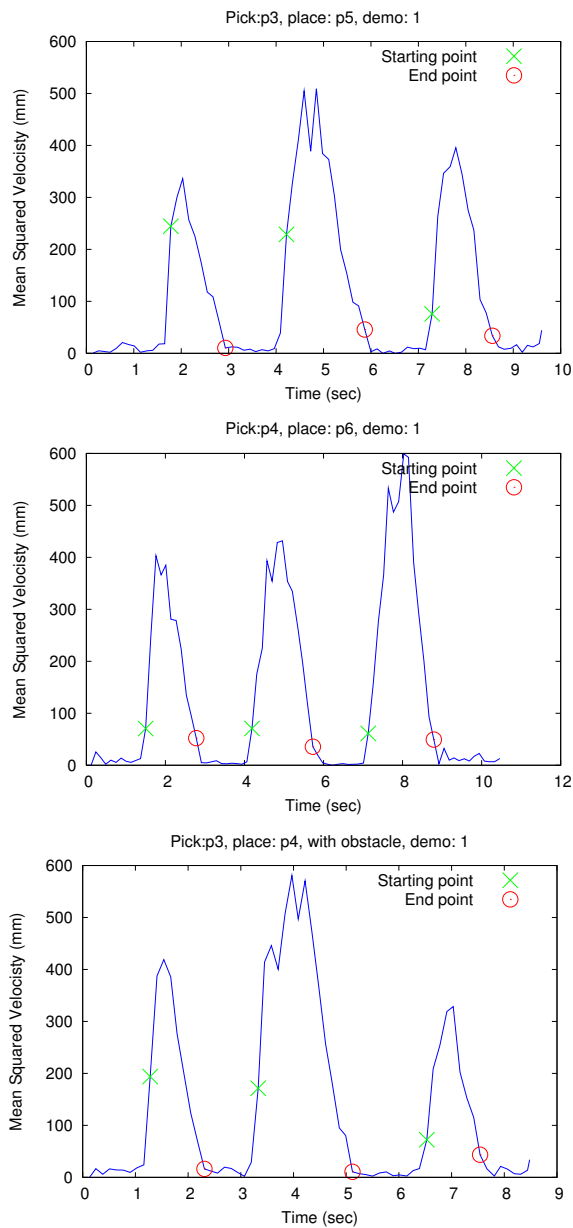 Pick:p3, place: p5, demo: 1
600
500
400
300
200
100
0
Mean Squared Velocisty (mm)
Starting point
End point
0 1 2 3 4 5 6 7 8 9 10
Time (sec)
Pick:p4, place: p6, demo: 1
600
500
400
300
200
100
0
Mean Squared Velocisty (mm)
Starting point
End point
0 2 4 6 8 10 12
Time (sec)
Pick:p3, place: p4, with obstacle, demo: 1
600
500
400
300
200
100
0
Mean Squared Velocisty (mm)
Starting point
End point
0 1 2 3 4 5 6 7 8 9
Time (sec)